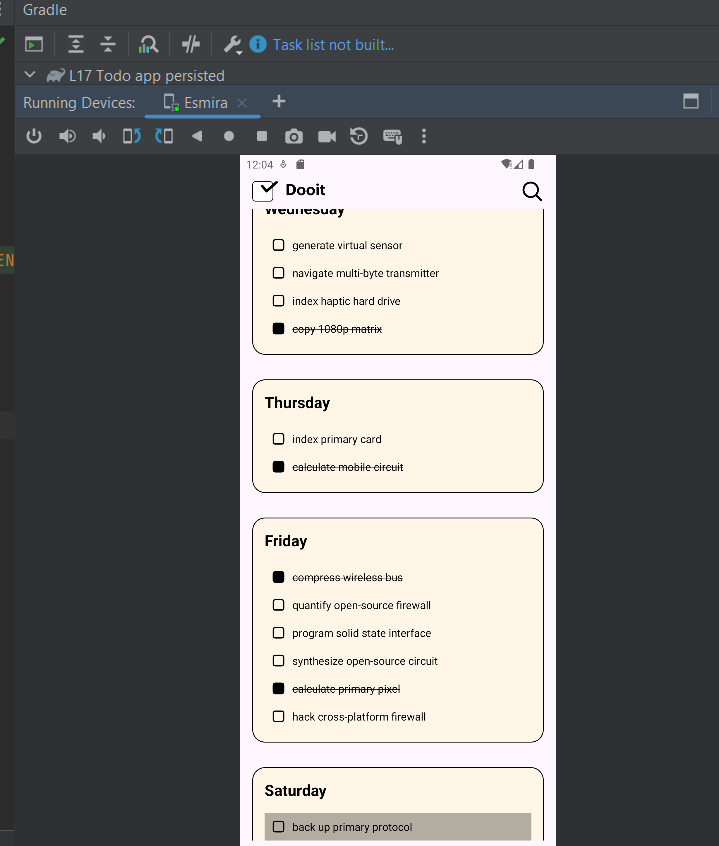 Gradle
Task list not built...
L17 Todo app persisted
Running Devices:
Esmira
12:04
Dooit
EN
Wednesday
generate virtual sensor
navigate multi-byte transmitter
index haptic hard drive
copy 1080p matrix
Thursday
index primary card
calculate mobile circuit
Friday
compress wireless bus
quantify open-source firewall
program solid state interface
synthesize open-source circuit
calculate primary pixel
hack cross-platform firewall
Saturday
back up primary protocol